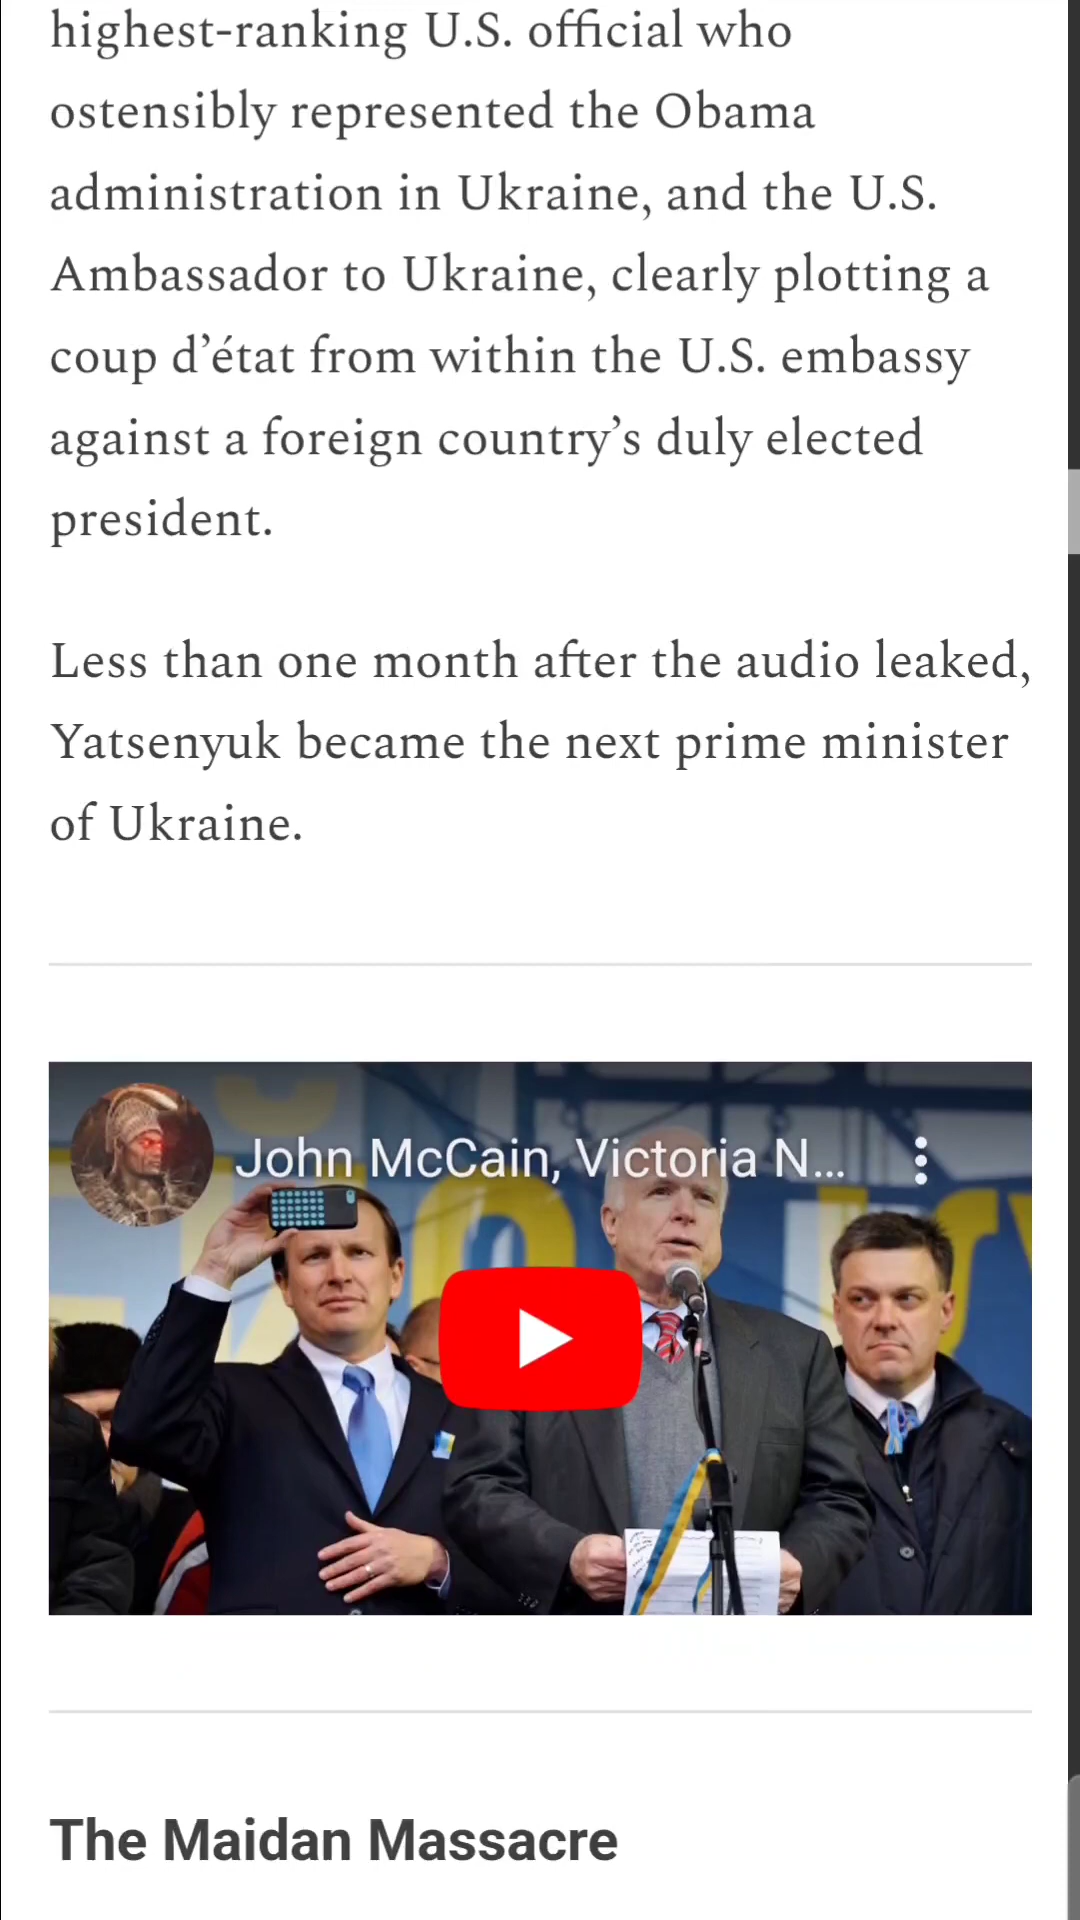 highest-ranking U.S. official who
ostensibly represented the Obama
administration in Ukraine, and the U.S.
Ambassador to Ukraine, clearly plotting a
coup d’état from within the U.S. embassy
against a foreign country’s duly elected
president.
Less than one month after the audio leaked,
Yatsenyuk became the next prime minister
of Ukraine.
John McCain, Victoria N...
The Maidan Massacre